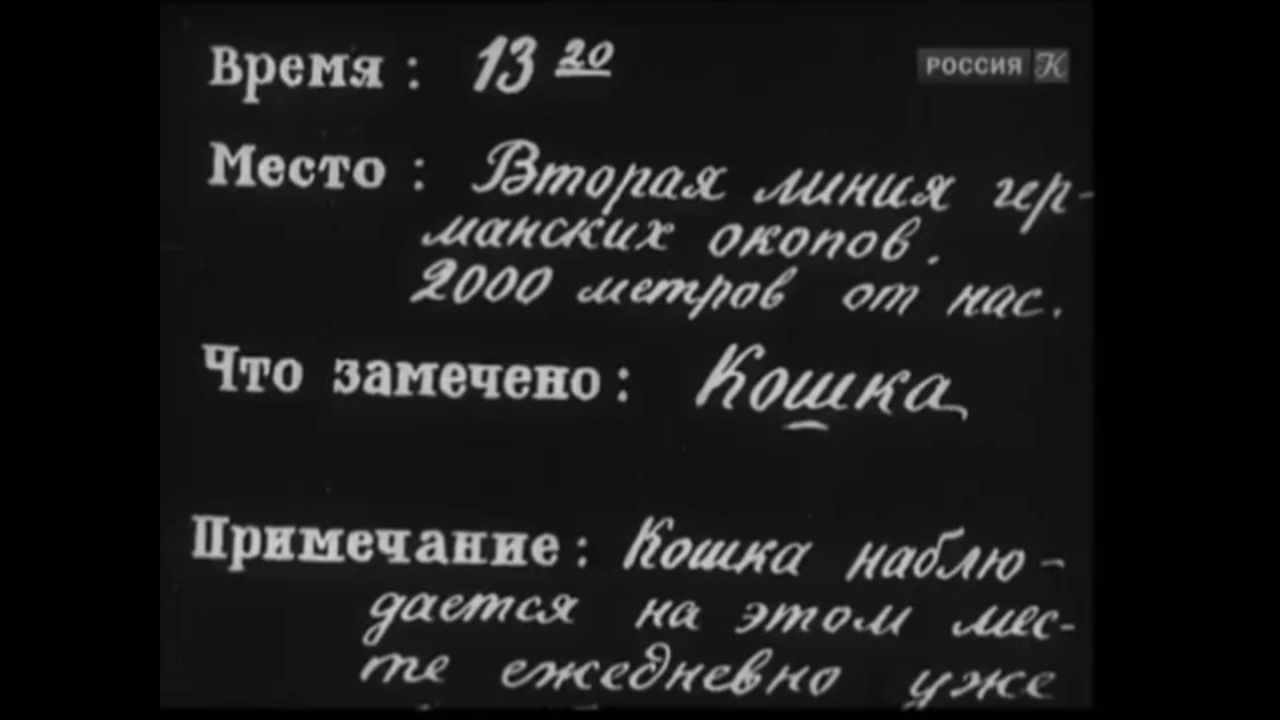 Время: 13 20
РОССИЯ К
Место: Вторая линия гер-
манских окопов.
2000 метров от нас.
Что замечено: Кошка
Примечание: Кошка наблю-
дается на этом мес-
те ежедневно уже